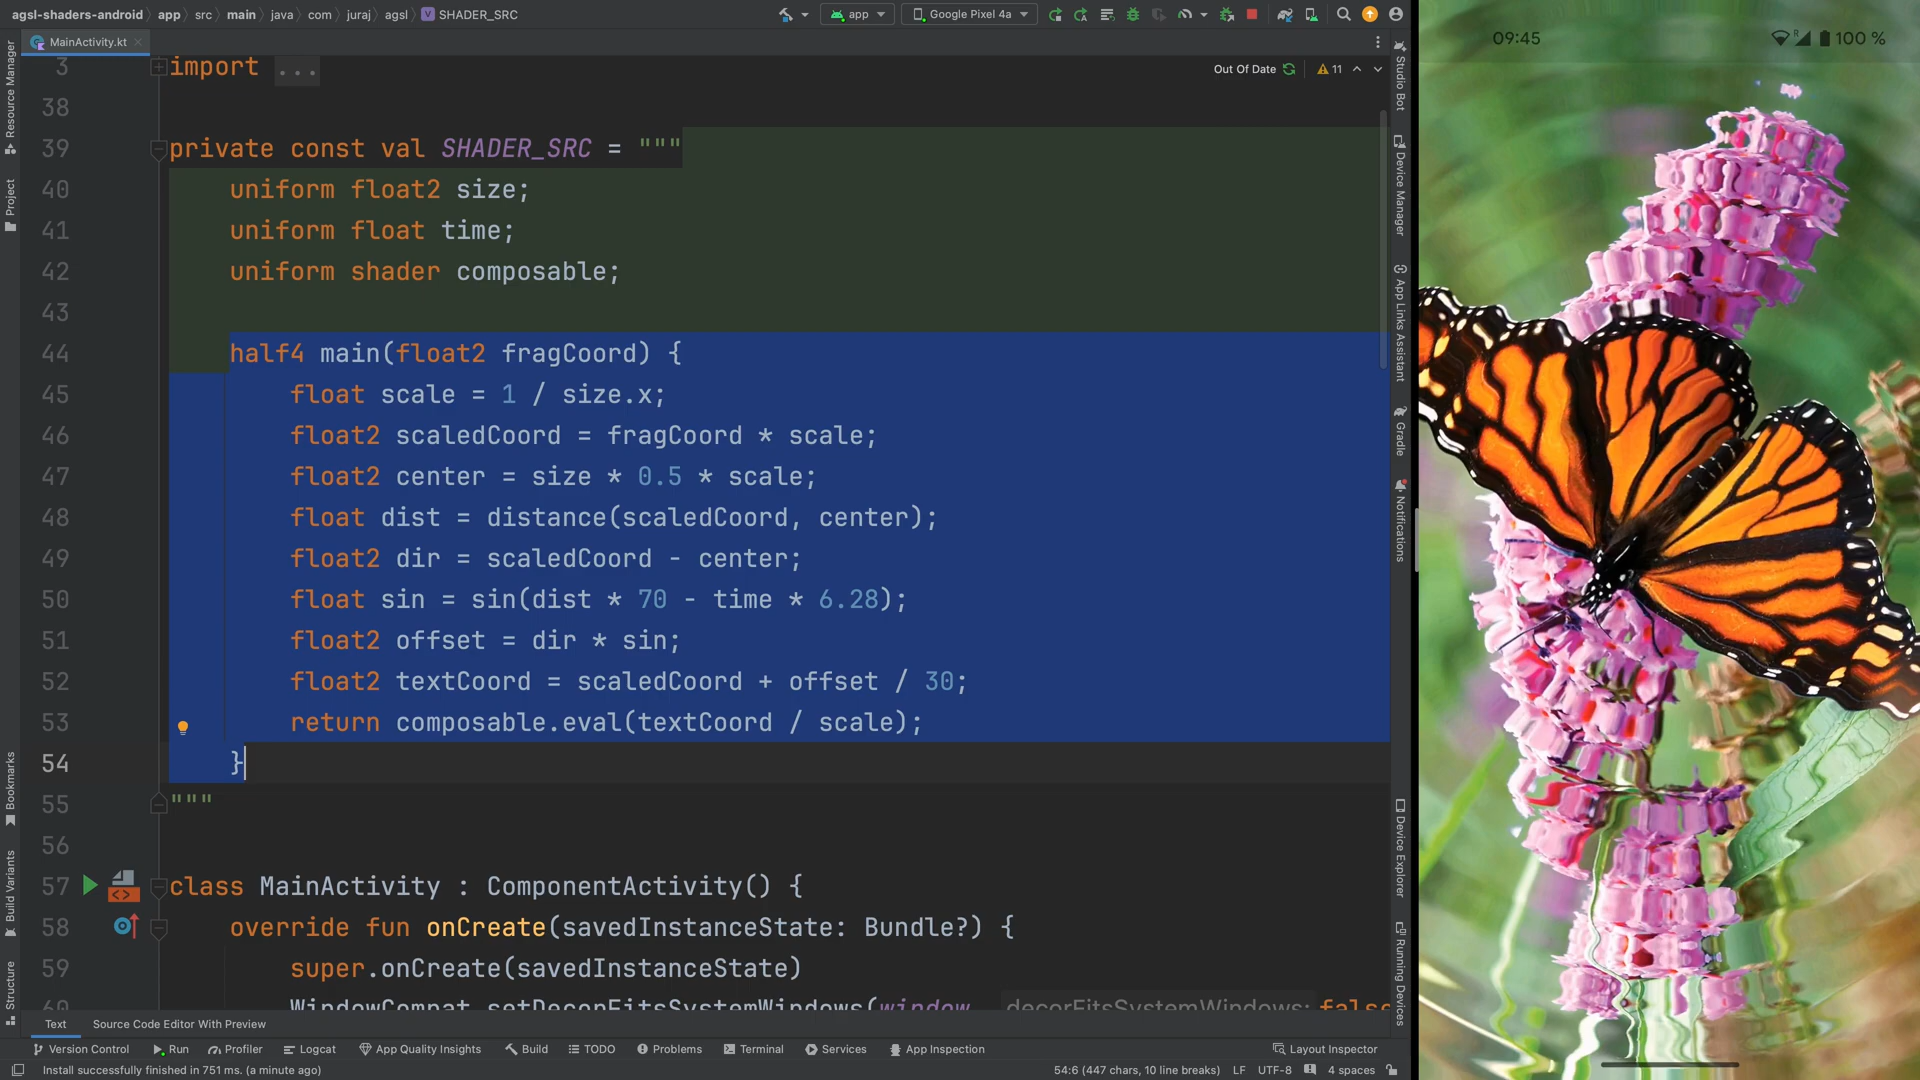 agsl-shaders-android app src main java com juraj agsl SHADER_SRC
app
Google Pixel 4a
MainActivity.kt
Out Of Date 11
3 import ...
38
39 private const val SHADER_SRC = """
40 uniform float2 size;
41 uniform float time;
42 uniform shader composable;
43
44 half4 main(float2 fragCoord) {
45 float scale = 1 / size.x;
46 float2 scaledCoord = fragCoord * scale;
47 float2 center = size * 0.5 * scale;
48 float dist = distance(scaledCoord, center);
49 float2 dir = scaledCoord - center;
50 float sin = sin(dist * 70 - time * 6.28);
51 float2 offset = dir * sin;
52 float2 textCoord = scaledCoord + offset / 30;
53 return composable.eval(textCoord / scale);
54 }
55 """
56
57 class MainActivity : ComponentActivity() {
58 override fun onCreate(savedInstanceState: Bundle?) {
59 super.onCreate(savedInstanceState)
60 WindowCompat.setDecorFitsSystemWindows(window decorFitsSystemWindows: false
Resource Manager
Project
Bookmarks
Build Variants
Structure
Studio Bot
Device Manager
App Links Assistant
Gradle
Notifications
Device Explorer
Running Devices
Text Source Code Editor With Preview
Version Control Run Profiler Logcat App Quality Insights Build TODO Problems Terminal Services App Inspection Layout Inspector
Install successfully finished in 751 ms. (a minute ago) 54:6 (447 chars, 10 line breaks) LF UTF-8 4 spaces
09:45
R
100 %